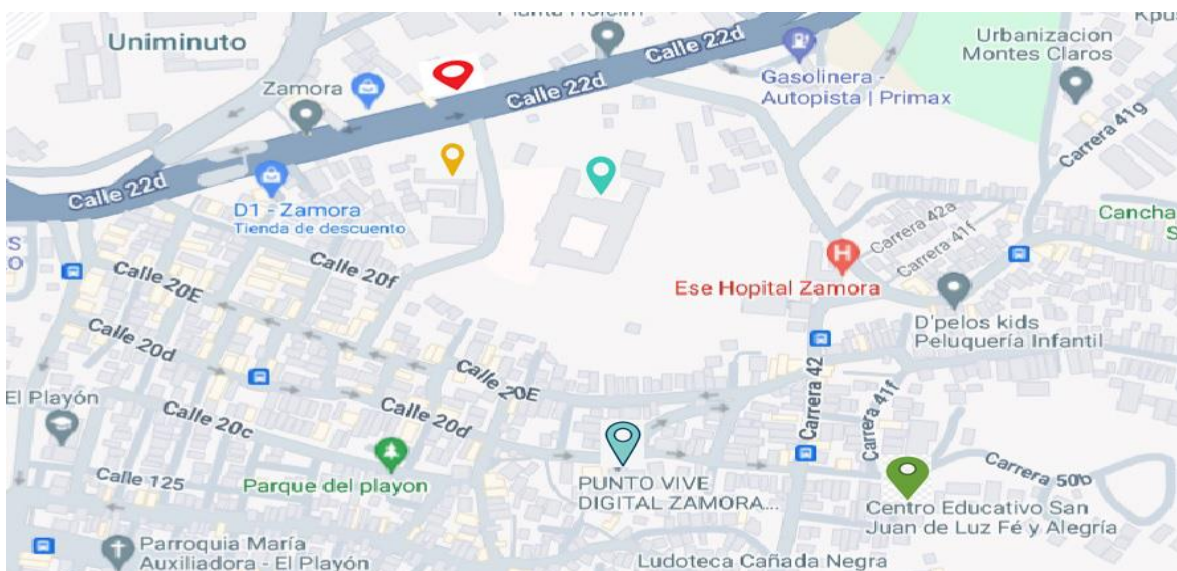 Planta Holcim
Kpus
Uniminuto
Calle 22d
Urbanizacion
Montes Claros
Gasolinera -
Autopista | Primax
Zamora
Calle 22d
Carrera 41g
Calle 22d
D1 - Zamora
Tienda de descuento
Carrera 42a
Carrera 41f
Cancha
S
S
O
Calle 20f
Calle 20E
H
Ese Hopital Zamora
D'pelos kids
Peluquería Infantil
Calle 20d
Calle 20E
El Playón
Calle 20c
Calle 20d
Carrera 42
Carrera 41f
Calle 125
Parque del playon
PUNTO VIVE
DIGITAL ZAMORA...
Carrera 50b
Centro Educativo San
Juan de Luz Fé y Alegría
Parroquia María
Auxiliadora - El Playón
Ludoteca Cañada Negra